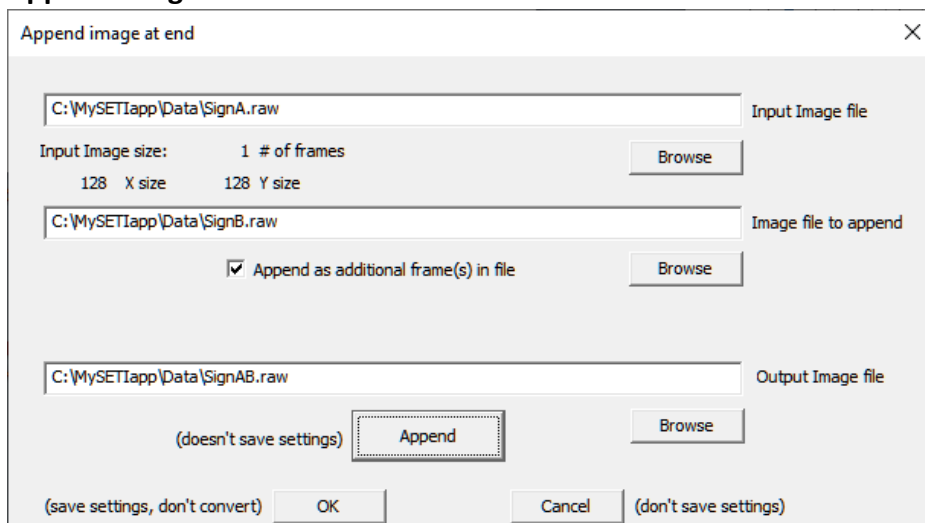 Append image at end
C:\MySETIapp\Data\SignA.raw
Input Image file
Input Image size: 1 # of frames
Browse
128 X size 128 Y size
C:\MySETIapp\Data\SignB.raw
Image file to append
Append as additional frame(s) in file
Browse
C:\MySETIapp\Data\SignAB.raw
Output Image file
(doesn't save settings) Append Browse
(save settings, don't convert) OK Cancel (don't save settings)